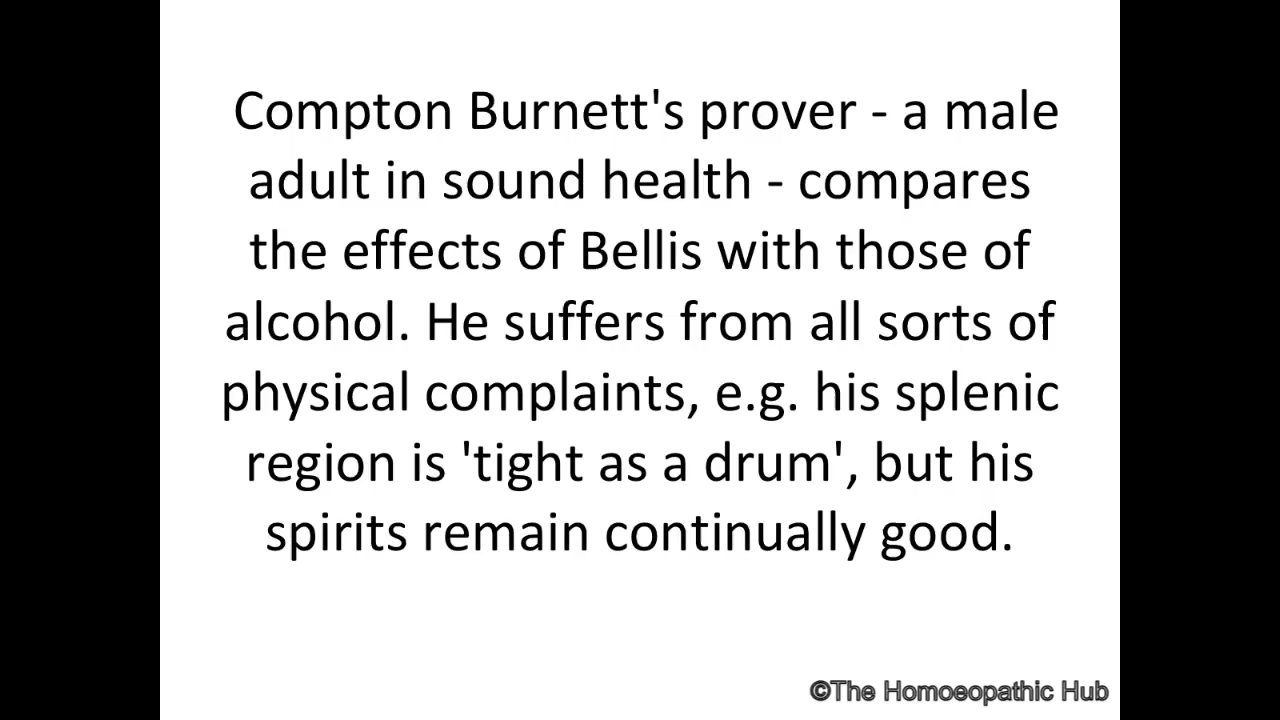 Compton Burnett's prover - a male
adult in sound health - compares
the effects of Bellis with those of
alcohol. He suffers from all sorts of
physical complaints, e.g. his splenic
region is 'tight as a drum', but his
spirits remain continually good.
©The Homoeopathic Hub